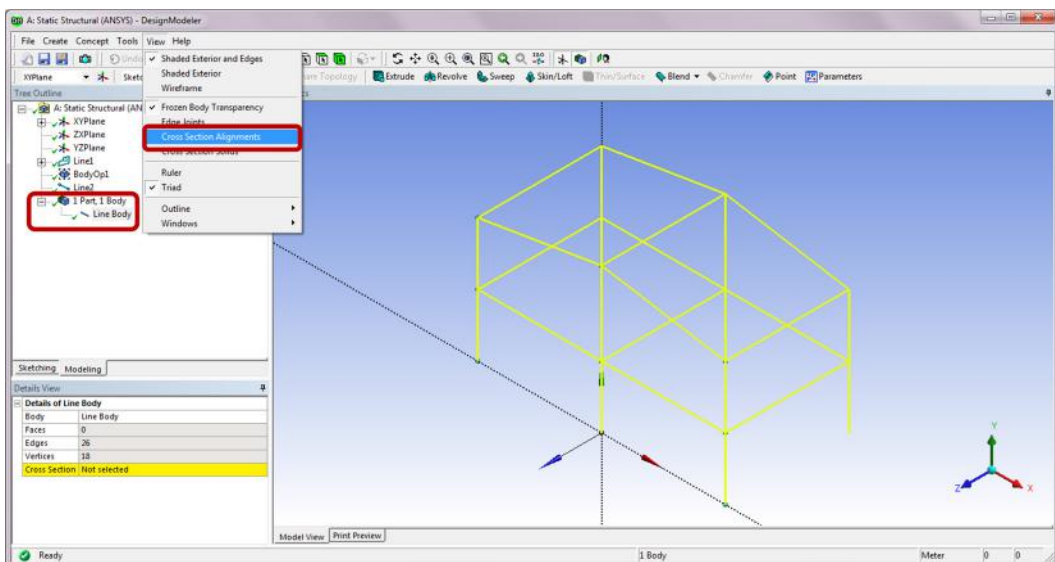 A: Static Structural (ANSYS) - DesignModeler
File Create Concept Tools View Help
XYPlane
Extrude Revolve Sweep Skin/Loft Thin/Surface Blend Chamfer Point Parameters
Tree Outline
A: Static Structural (AN
XYPlane
ZXPlane
YZPlane
Line1
BodyOp1
Line2
1 Part, 1 Body
Line Body
Shaded Exterior and Edges
Shaded Exterior
Wireframe
Frozen Body Transparency
Edge Joints
Cross Section Alignments
Cross Section Solids
Ruler
Triad
Outline
Windows
Sketching Modeling
Details View
Details of Line Body
Body Line Body
Faces 0
Edges 26
Vertices 18
Cross Section Not selected
Y
Z X
Model View Print Preview
Ready 1 Body Meter 0 0